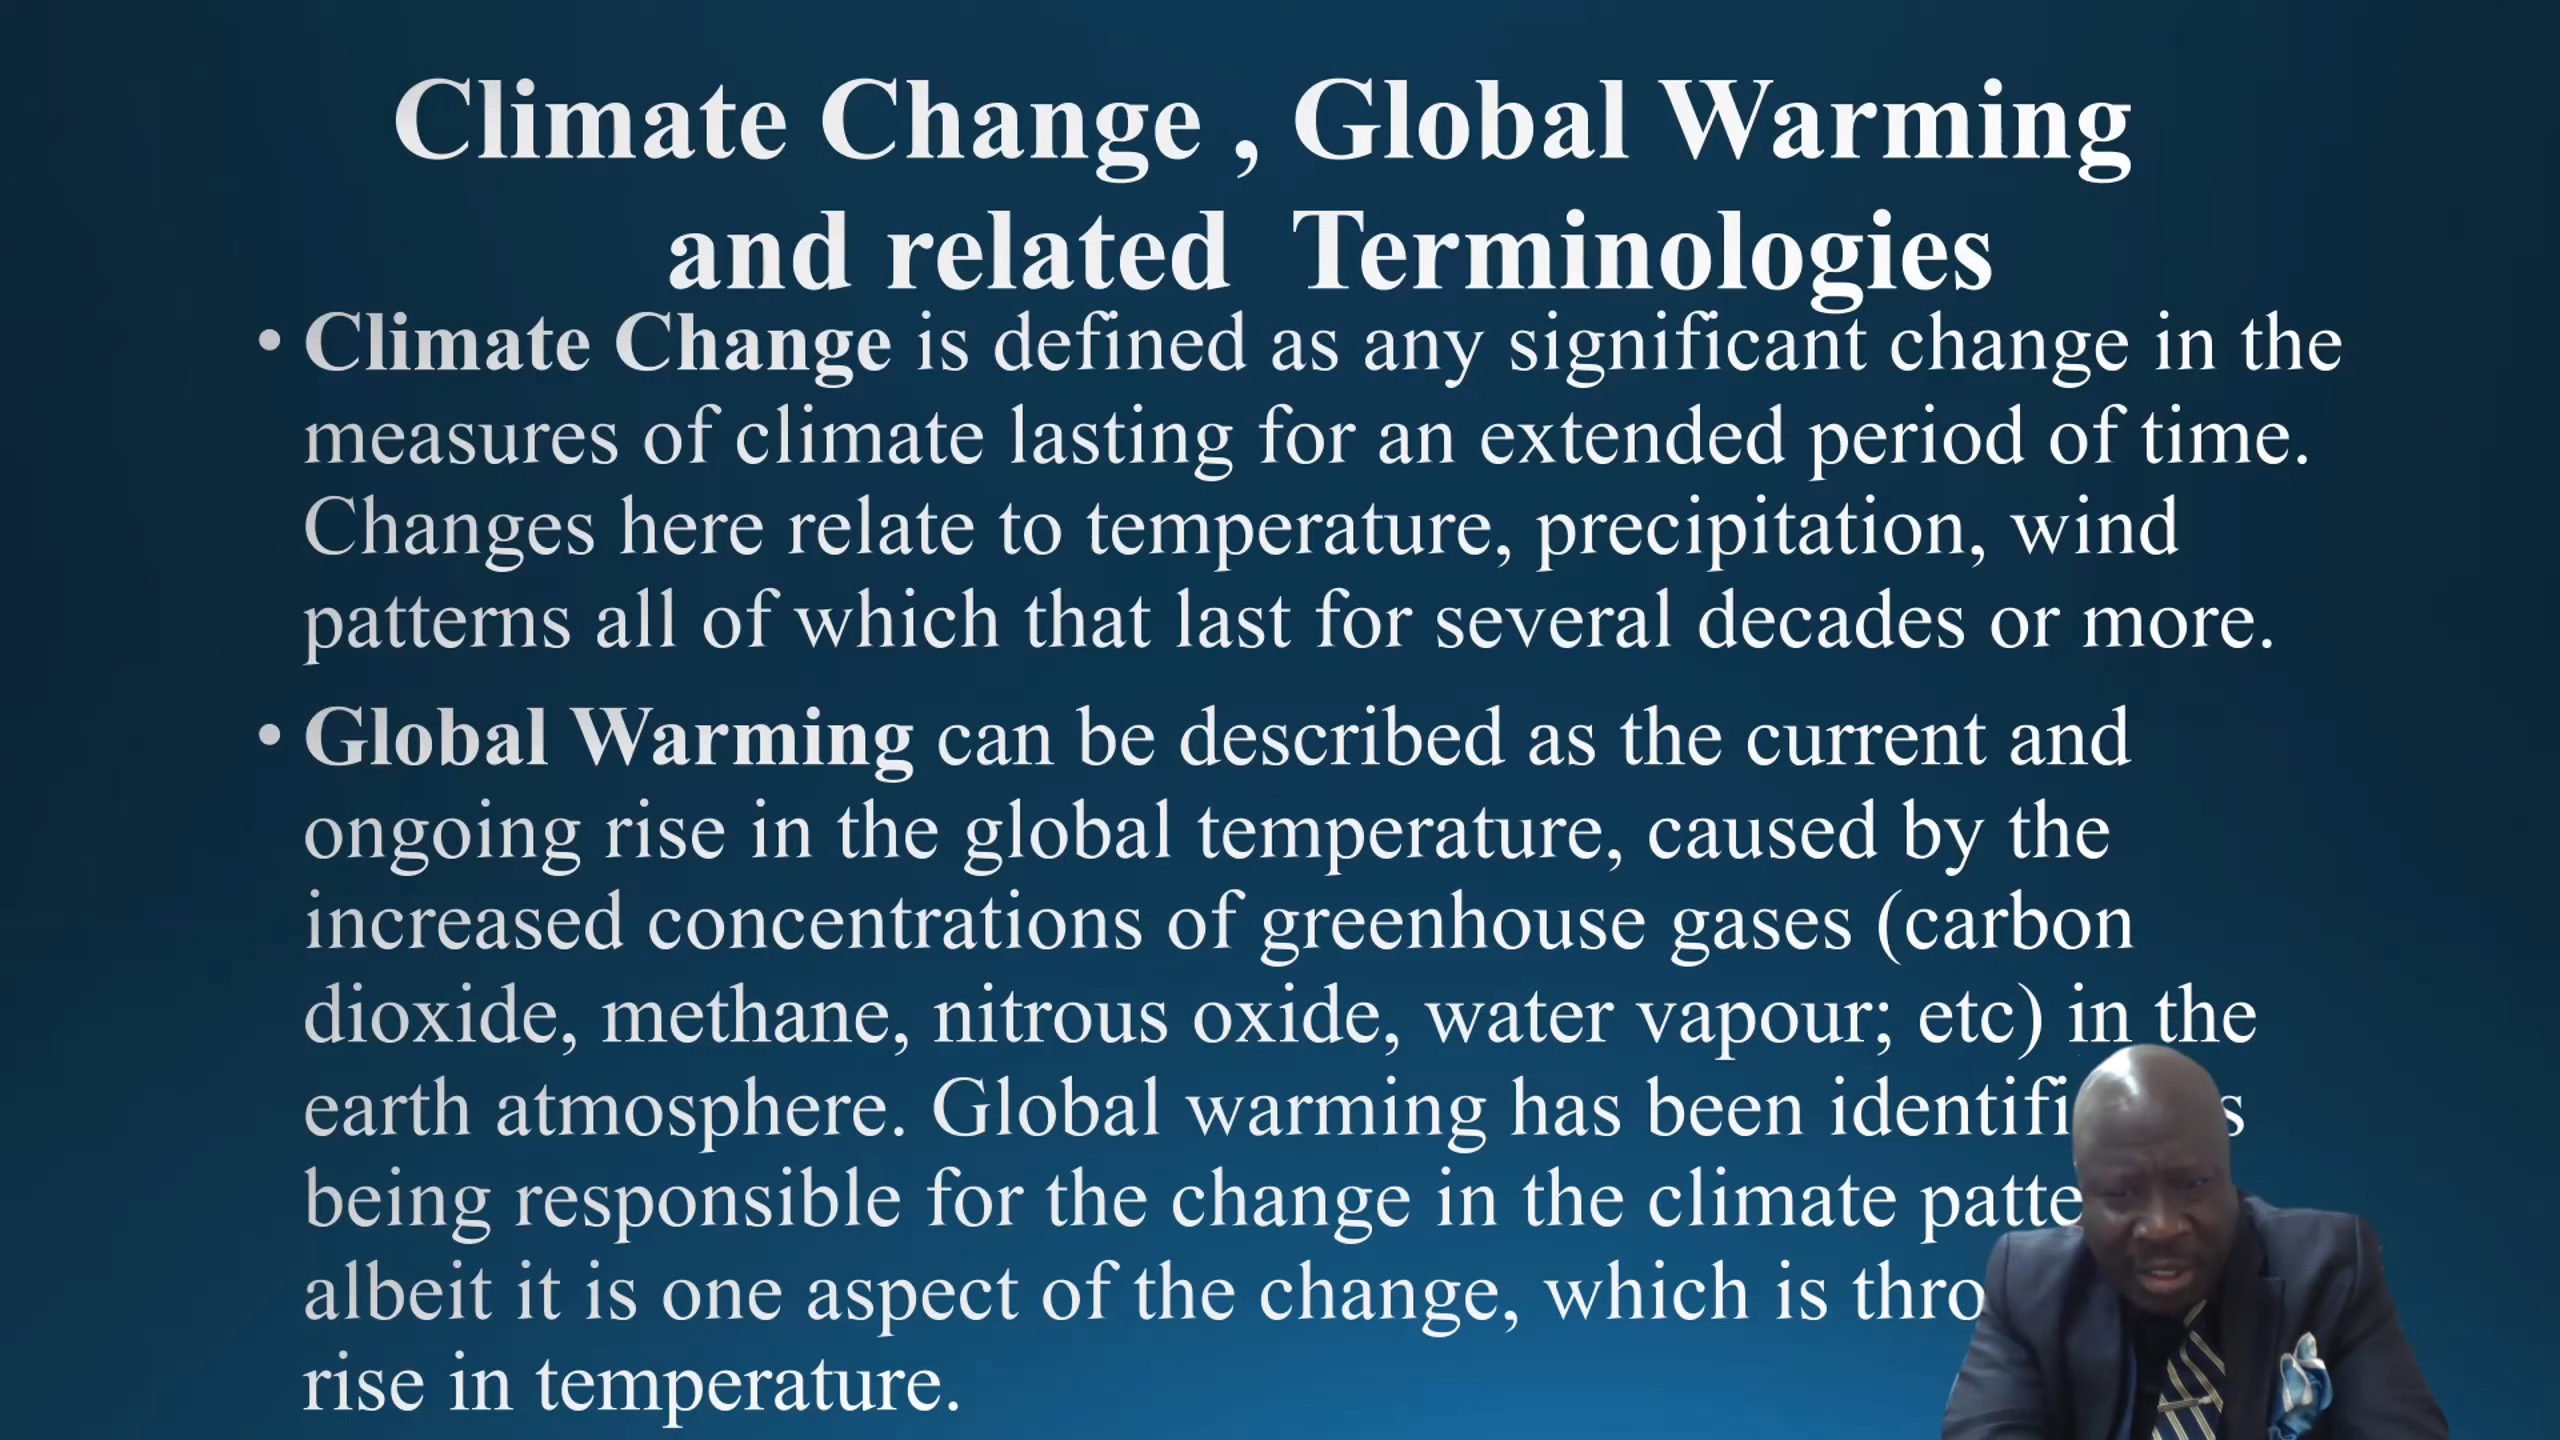 Climate Change , Global Warming
and related Terminologies
• Climate Change is defined as any significant change in the
measures of climate lasting for an extended period of time.
Changes here relate to temperature, precipitation, wind
patterns all of which that last for several decades or more.
• Global Warming can be described as the current and
ongoing rise in the global temperature, caused by the
increased concentrations of greenhouse gases (carbon
dioxide, methane, nitrous oxide, water vapour; etc) in the
earth atmosphere. Global warming has been
being responsible for the change in the climate
albeit it is one aspect of the change, which is
rise in temperature.